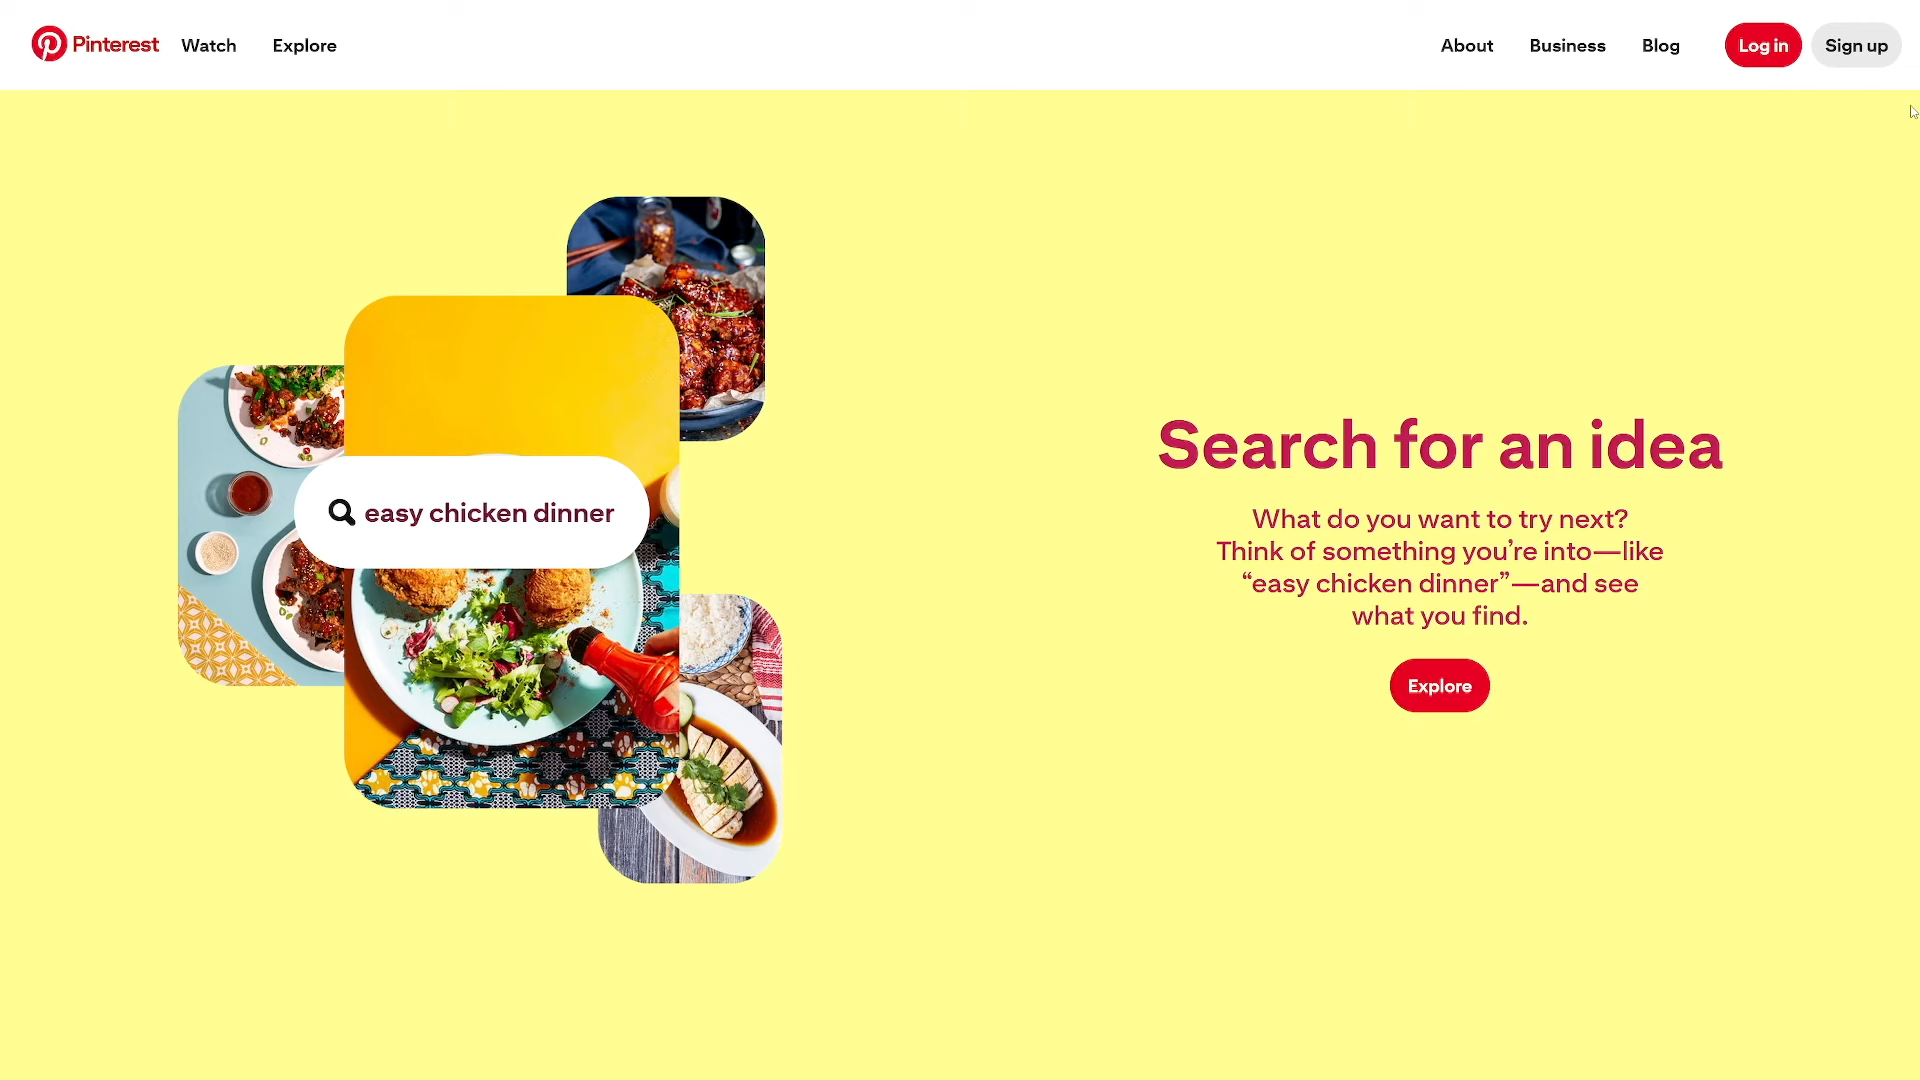 Pinterest
Watch
Explore
About
Business
Blog
Log in
Sign up
easy chicken dinner
Search for an idea
What do you want to try next?
Think of something you’re into—like
“easy chicken dinner”—and see
what you find.
Explore